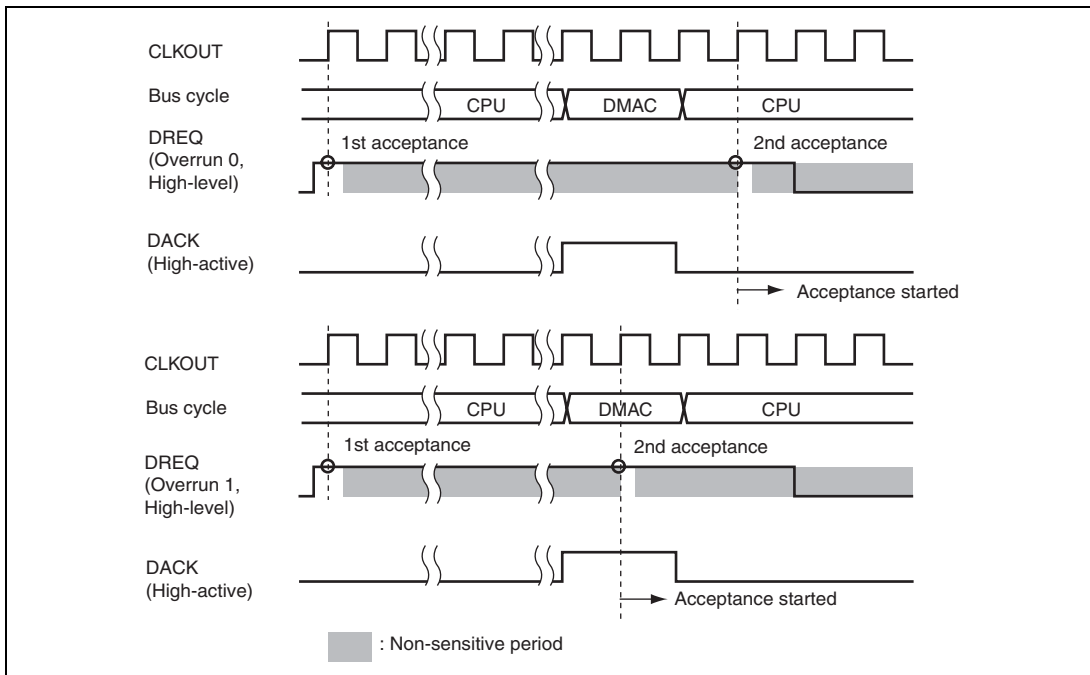 CLKOUT
Bus cycle
CPU
DMAC
CPU
DREQ
(Overrun 0,
High-level)
1st acceptance
2nd acceptance
DACK
(High-active)
Acceptance started
CLKOUT
Bus cycle
CPU
DMAC
CPU
DREQ
(Overrun 1,
High-level)
1st acceptance
2nd acceptance
DACK
(High-active)
Acceptance started
: Non-sensitive period